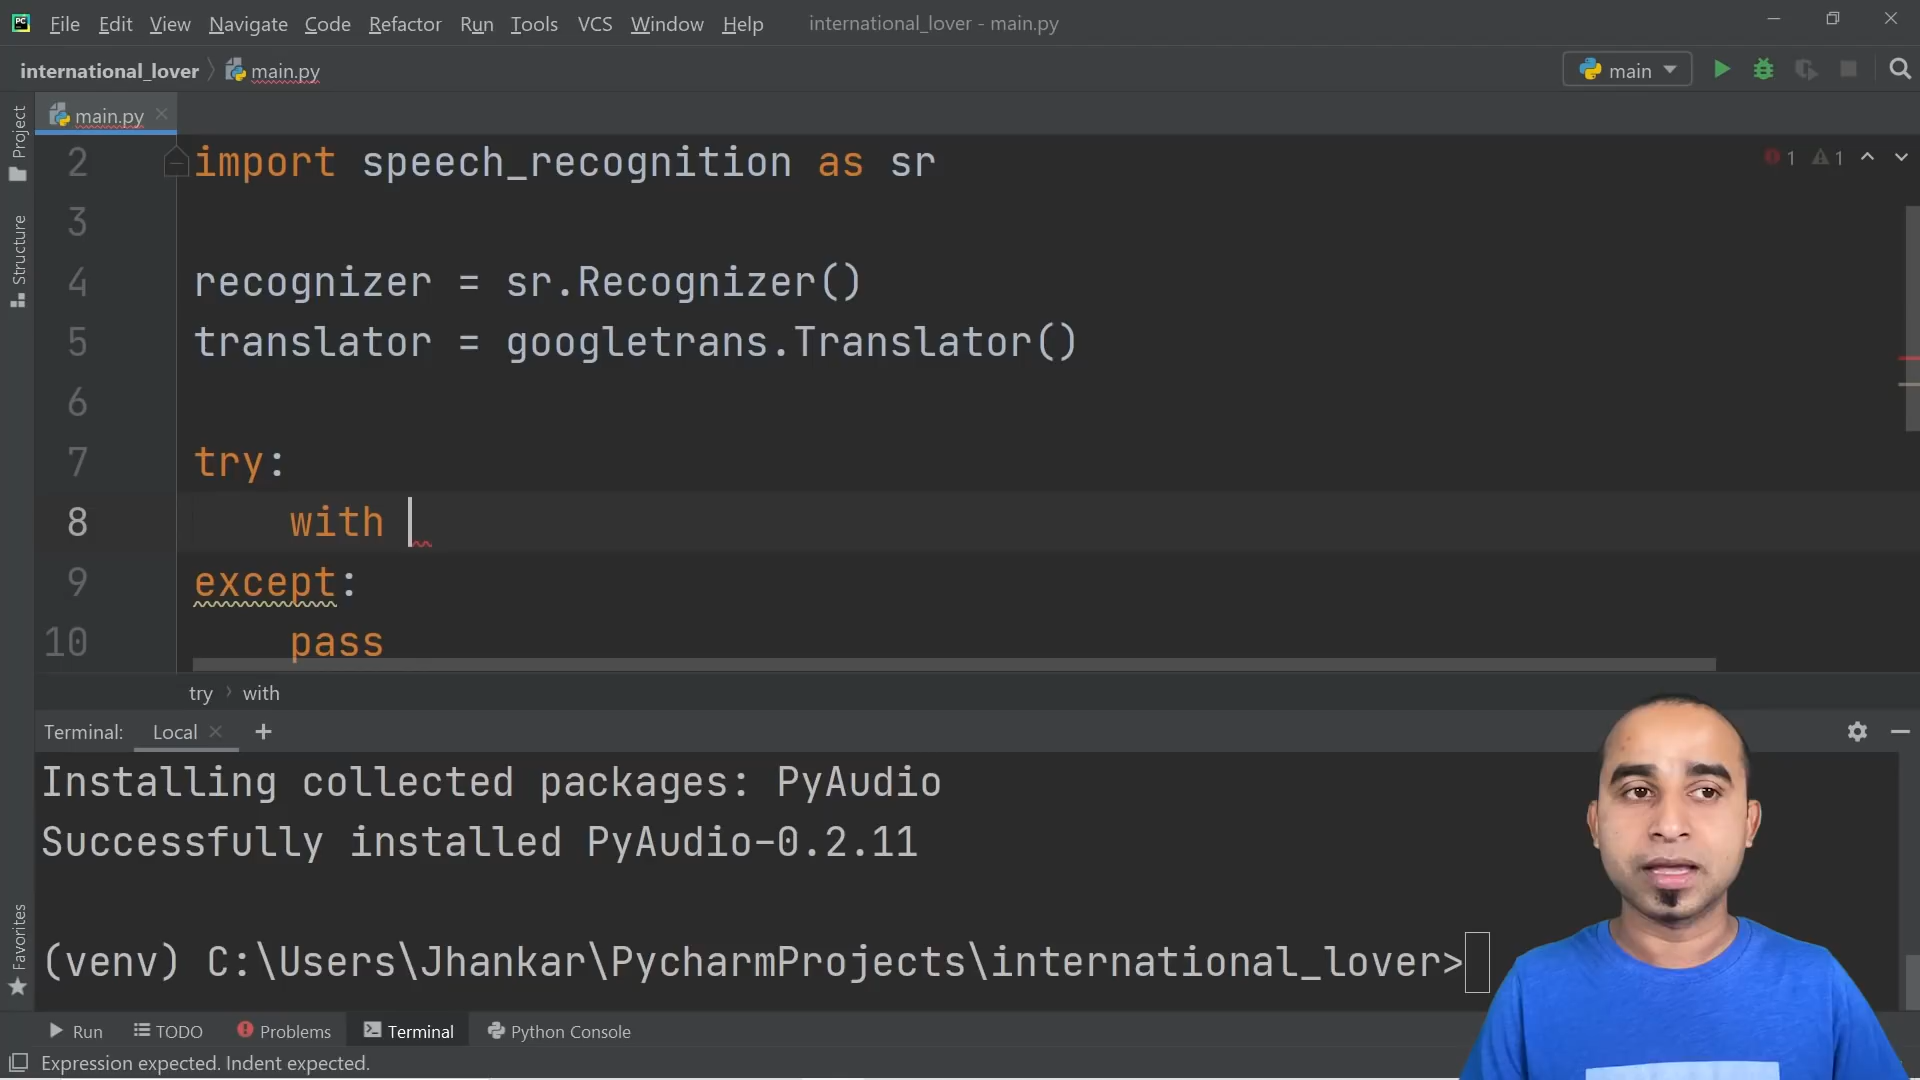 PC File Edit View Navigate Code Refactor Run Tools VCS Window Help international_lover - main.py
international_lover main.py main
main.py
Project
Structure
Favorites
1 1
2 import speech_recognition as sr
3
4 recognizer = sr.Recognizer()
5 translator = googletrans.Translator()
6
7 try:
8 with
9 except:
10 pass
try › with
Terminal: Local × +
Installing collected packages: PyAudio
Successfully installed PyAudio-0.2.11
(venv) C:\Users\Jhankar\PycharmProjects\international_lover>
Run TODO Problems Terminal Python Console
Expression expected. Indent expected.